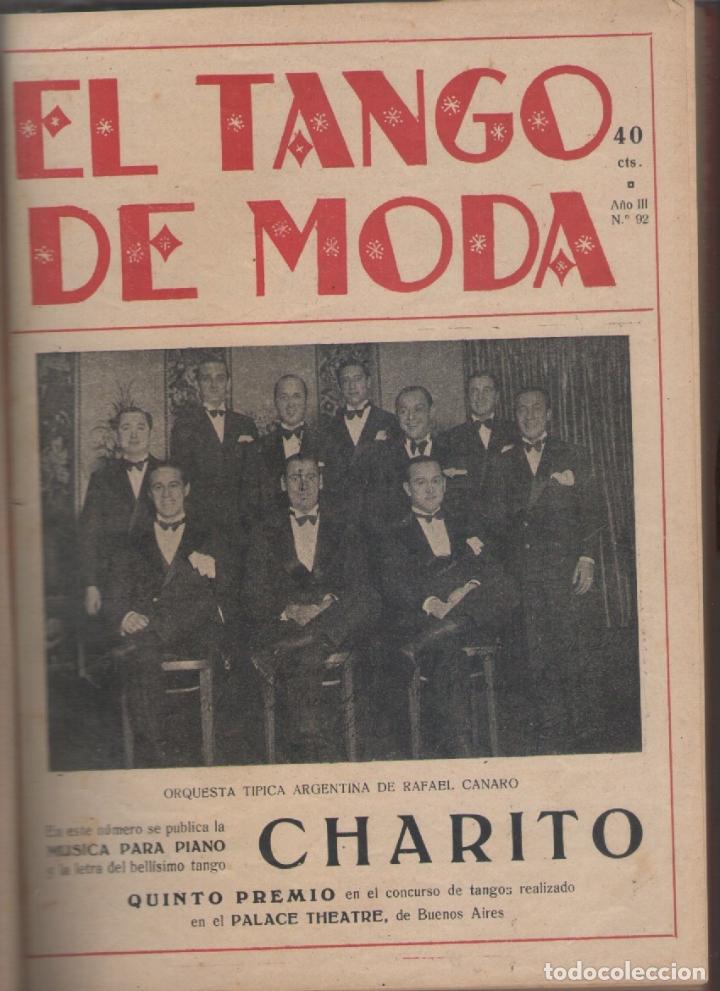 EL TANGO
DE MODA
40
cts.
Año III
N.º 92
ORQUESTA TIPICA ARGENTINA DE RAFAEL CANARO
En este número se publica la
MUSICA PARA PIANO
y la letra del bellísimo tango
CHARITO
QUINTO PREMIO en el concurso de tangos realizado
en el PALACE THEATRE, de Buenos Aires
todocoleccion